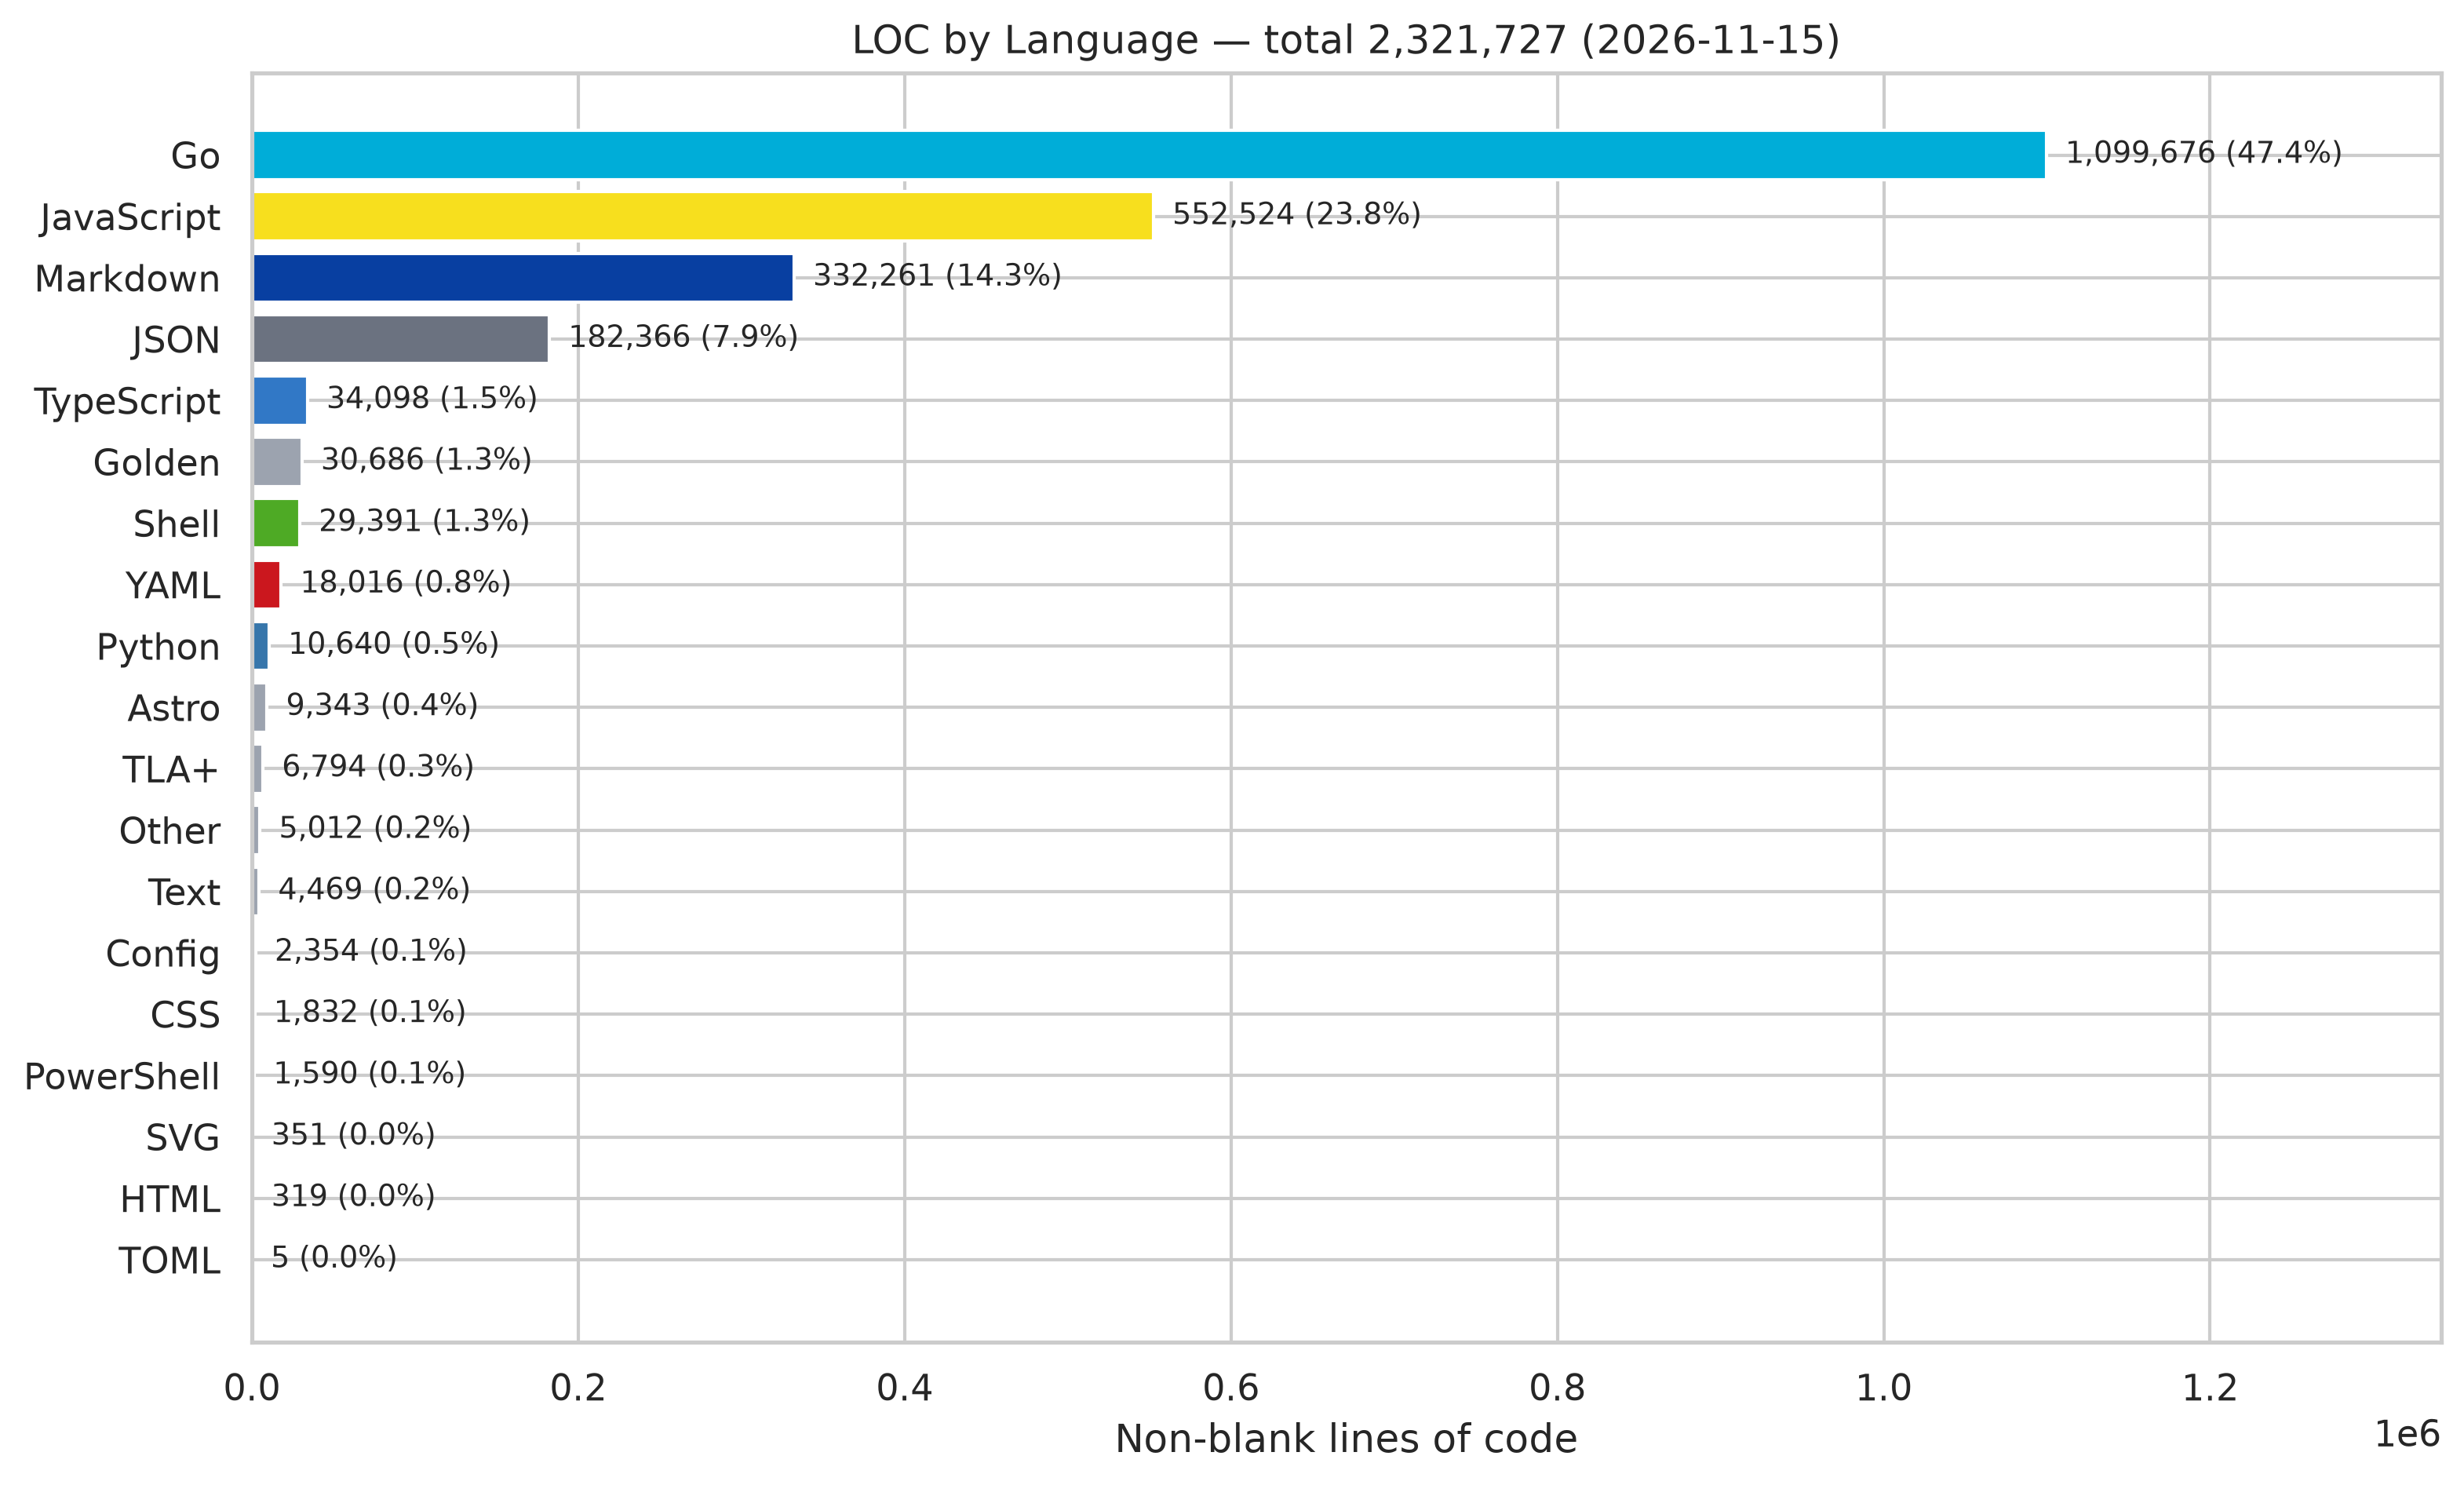 LOC by Language — total 2,321,727 (2026-11-15)
Go 1,099,676 (47.4%)
JavaScript 552,524 (23.8%)
Markdown 332,261 (14.3%)
JSON 182,366 (7.9%)
TypeScript 34,098 (1.5%)
Golden 30,686 (1.3%)
Shell 29,391 (1.3%)
YAML 18,016 (0.8%)
Python 10,640 (0.5%)
Astro 9,343 (0.4%)
TLA+ 6,794 (0.3%)
Other 5,012 (0.2%)
Text 4,469 (0.2%)
Config 2,354 (0.1%)
CSS 1,832 (0.1%)
PowerShell 1,590 (0.1%)
SVG 351 (0.0%)
HTML 319 (0.0%)
TOML 5 (0.0%)
0.0 0.2 0.4 0.6 0.8 1.0 1.2
Non-blank lines of code
1e6